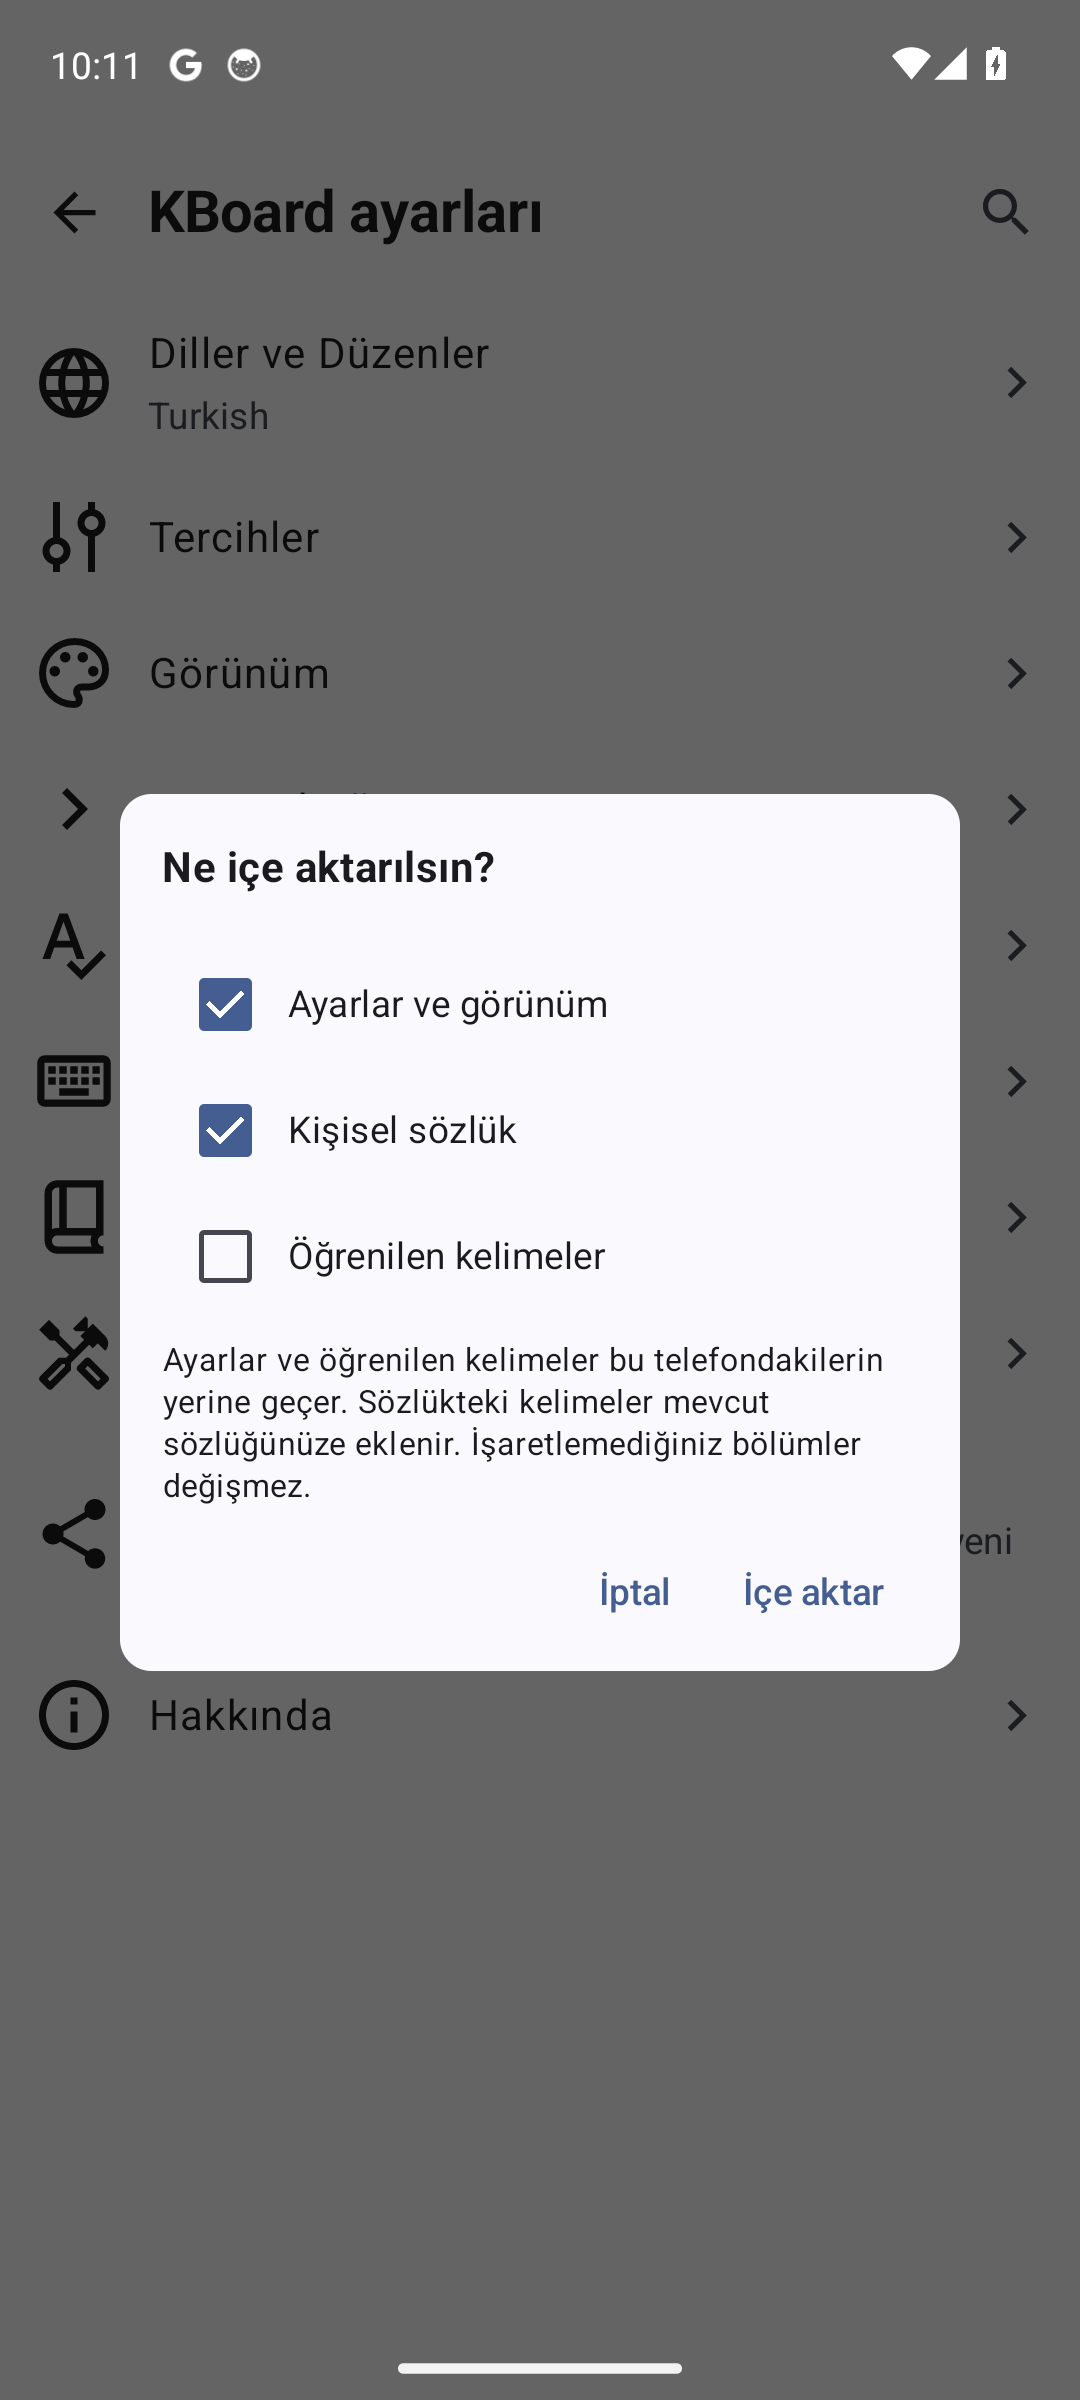 10:11
KBoard ayarları
Diller ve Düzenler
Turkish
Tercihler
Görünüm
Ne içe aktarılsın?
Ayarlar ve görünüm
Kişisel sözlük
Öğrenilen kelimeler
Ayarlar ve öğrenilen kelimeler bu telefondakilerin
yerine geçer. Sözlükteki kelimeler mevcut
sözlüğünüze eklenir. İşaretlemediğiniz bölümler
değişmez.
yeni
İptal İçe aktar
Hakkında